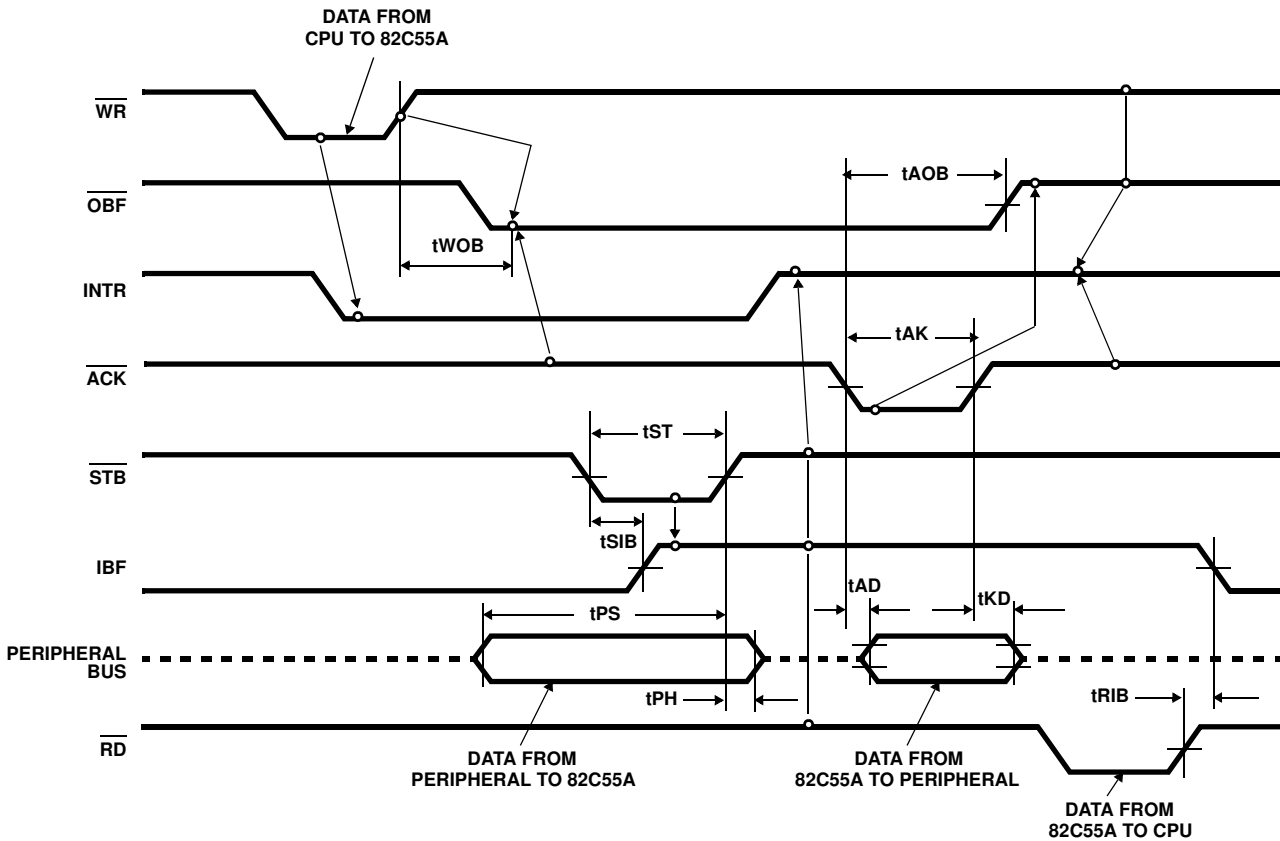 DATA FROM
CPU TO 82C55A
WR
tAOB
OBF
tWOB
INTR
tAK
ACK
tST
STB
tSIB
IBF
tAD
tKD
tPS
PERIPHERAL
BUS
tPH
tRIB
RD
DATA FROM
PERIPHERAL TO 82C55A
DATA FROM
82C55A TO PERIPHERAL
DATA FROM
82C55A TO CPU